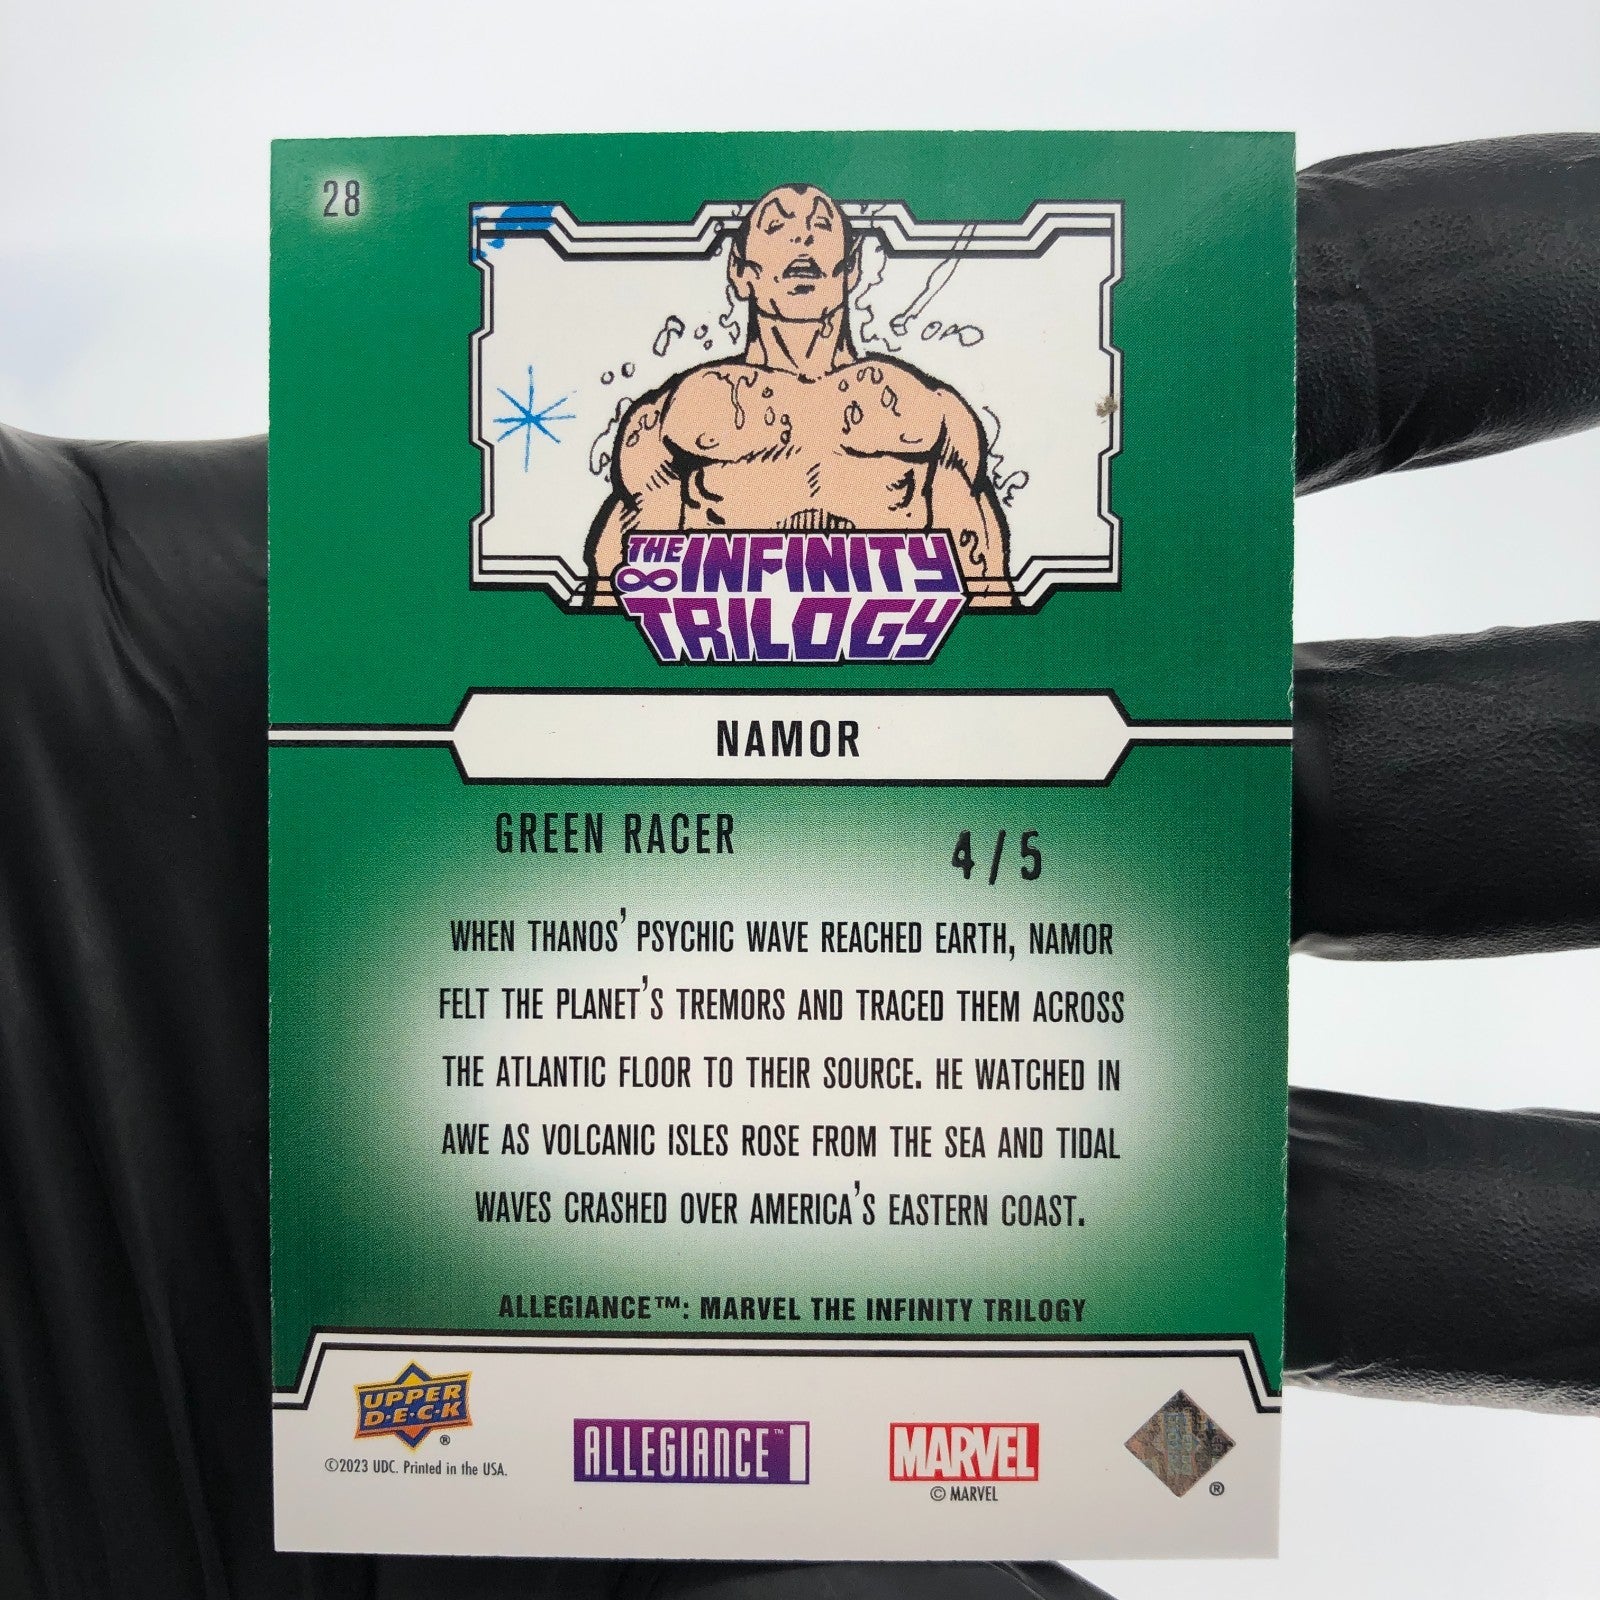 28
THE INFINITY
TRILOGY
NAMOR
GREEN RACER 4/5
WHEN THANOS' PSYCHIC WAVE REACHED EARTH, NAMOR
FELT THE PLANET'S TREMORS AND TRACED THEM ACROSS
THE ATLANTIC FLOOR TO THEIR SOURCE. HE WATCHED IN
AWE AS VOLCANIC ISLES ROSE FROM THE SEA AND TIDAL
WAVES CRASHED OVER AMERICA'S EASTERN COAST.
ALLEGIANCE™: MARVEL THE INFINITY TRILOGY
UPPER
D·E·C·K
®
©2023 UDC. Printed in the USA.
ALLEGIANCE™
MARVEL
© MARVEL
®